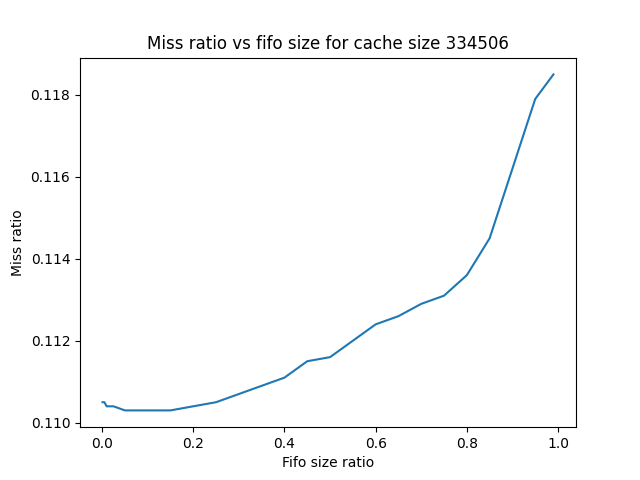 Miss ratio vs fifo size for cache size 334506
0.118
0.116
0.114
0.112
0.110
Miss ratio
0.0 0.2 0.4 0.6 0.8 1.0
Fifo size ratio